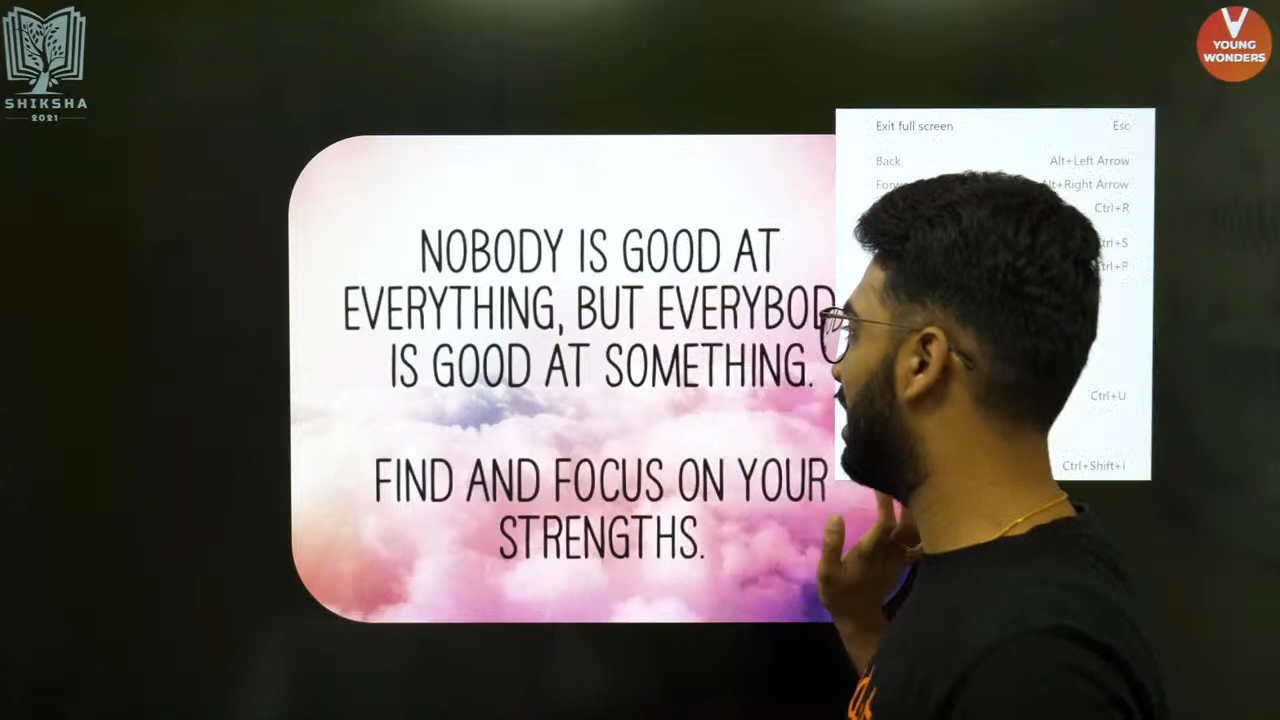 SHIKSHA
2021
V
YOUNG
WONDERS
NOBODY IS GOOD AT
EVERYTHING, BUT
IS GOOD AT SOMETHING.
FIND AND FOCUS ON YOUR
STRENGTHS.
Exit full screen Esc
Back Alt+Left Arrow
Alt+Right Arrow
Ctrl+R
Ctrl+U
Ctrl+Shift+I